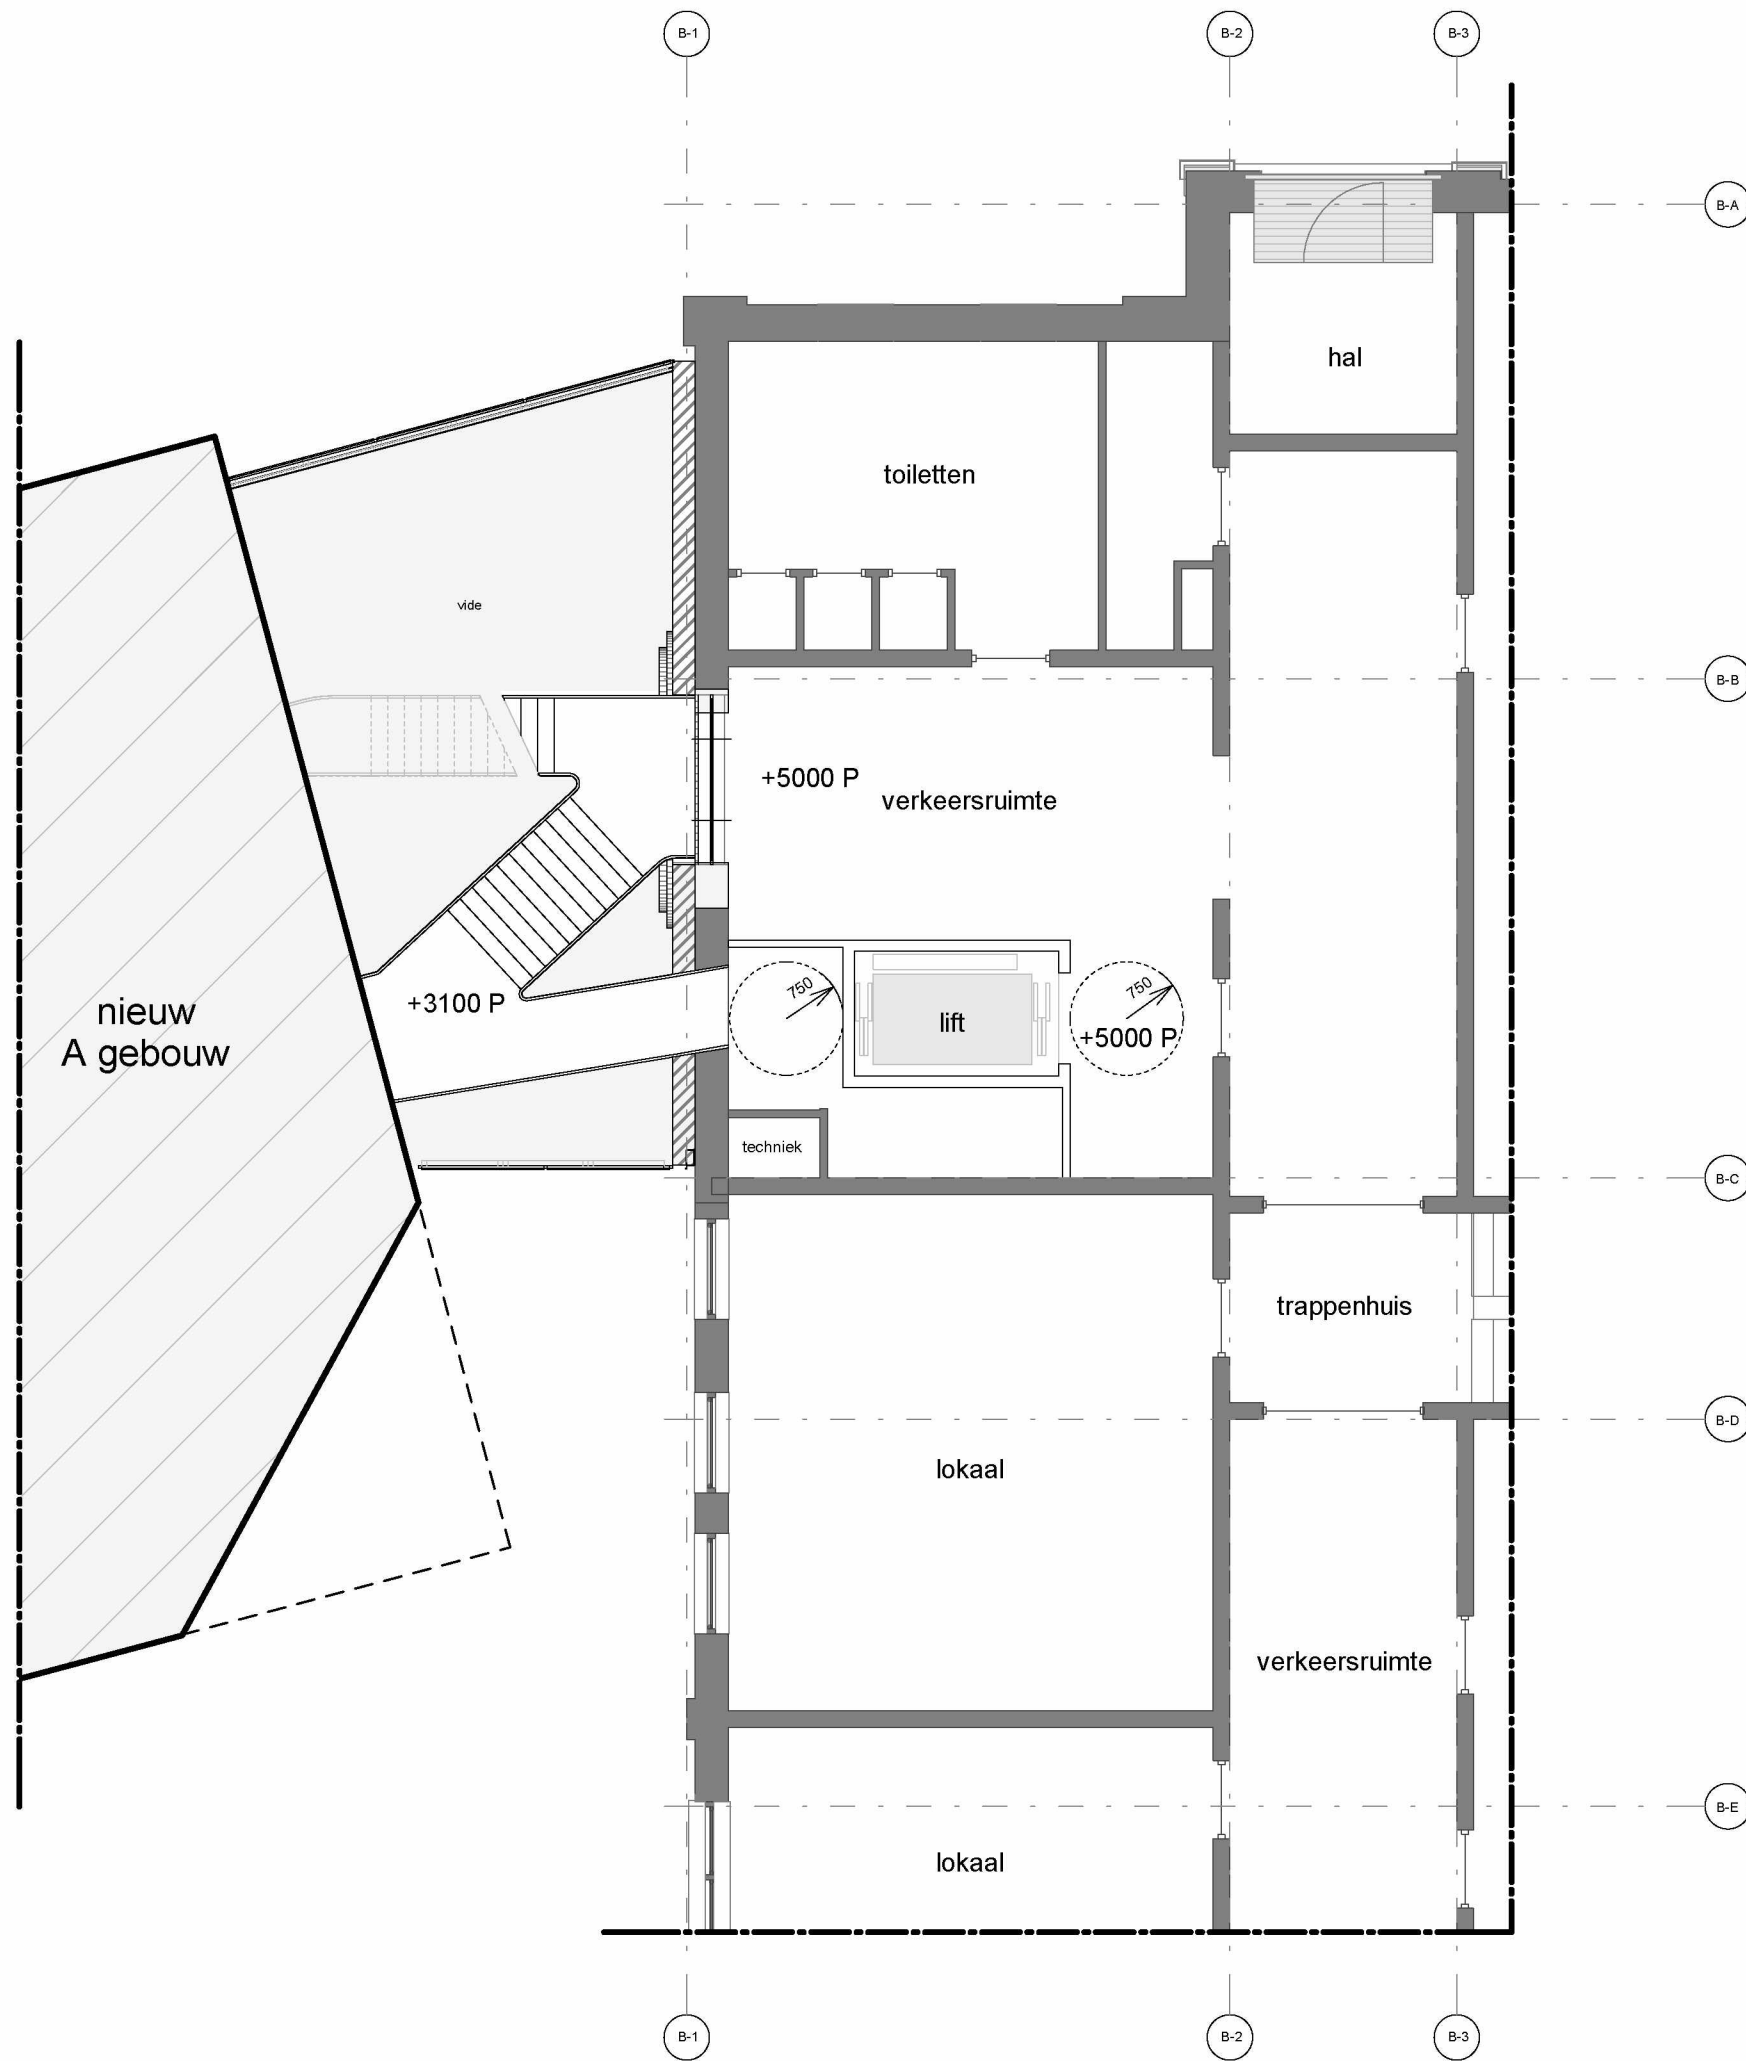 B-1
B-2
B-3
B-A
hal
toiletten
vide
B-B
+5000 P
verkeersruimte
750
750
nieuw
A gebouw
+3100 P
lift
+5000 P
techniek
B-C
trappenhuis
B-D
lokaal
verkeersruimte
B-E
lokaal
B-1
B-2
B-3